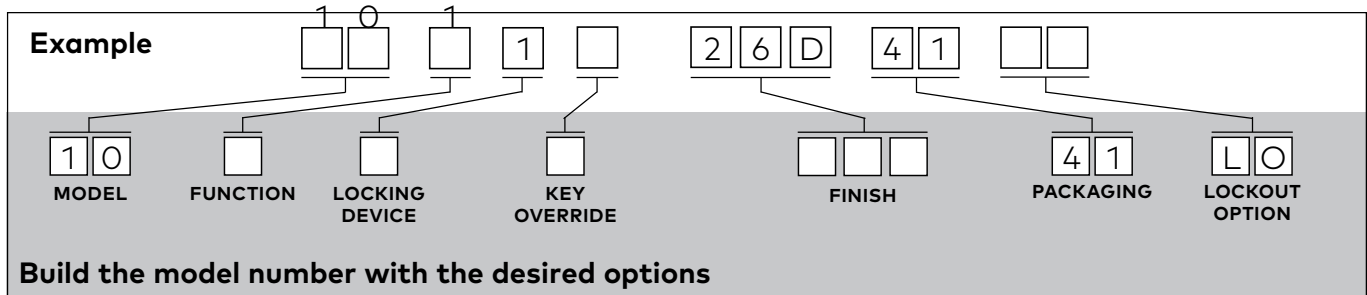 1 0 1
Example 1 2 6 D 4 1
1 0 4 1 L O
MODEL FUNCTION LOCKING DEVICE KEY OVERRIDE FINISH PACKAGING LOCKOUT OPTION
Build the model number with the desired options